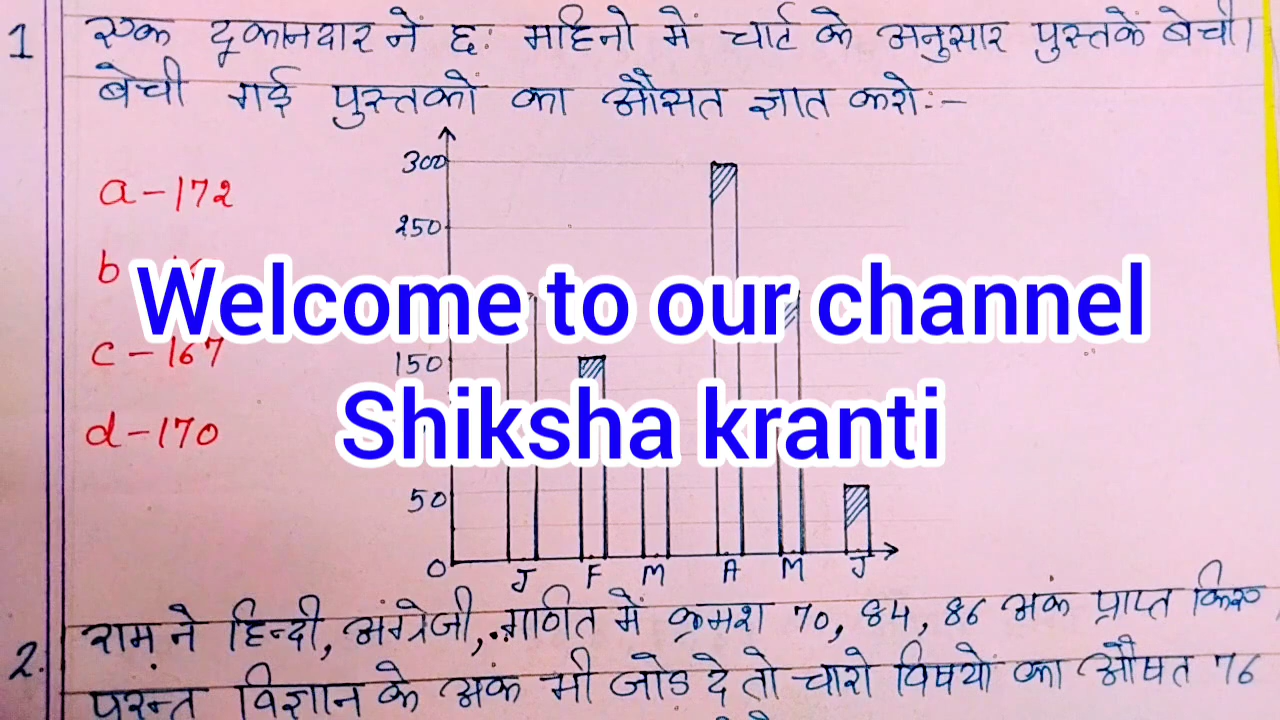 1 एक दूकानदार ने छः महिनो में चार्ट के अनुसार पुस्तकें बेची।
बेची गई पुस्तकों का औसत ज्ञात करो:-
a-172
b
c-167
d-170
300
250
150
50
0
J F M A M J
Welcome to our channel
Shiksha kranti
2. राम ने हिन्दी, अंग्रेजी, गणित में क्रमश 70, 84, 86 अंक प्राप्त किए,
परन्त विज्ञान के अंक भी जोड दे तो चारो विषयो का औषत 76